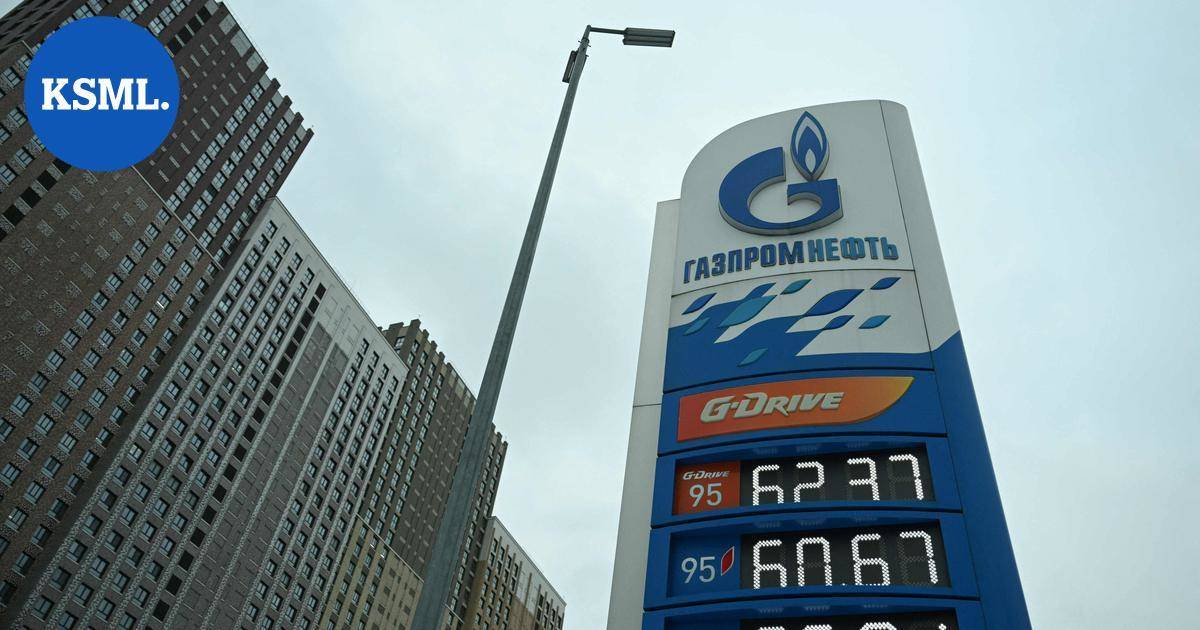 KSML.
ГАЗПРОМНЕФТЬ
G-DRIVE
G-DRIVE
95 62 37
95 60.67